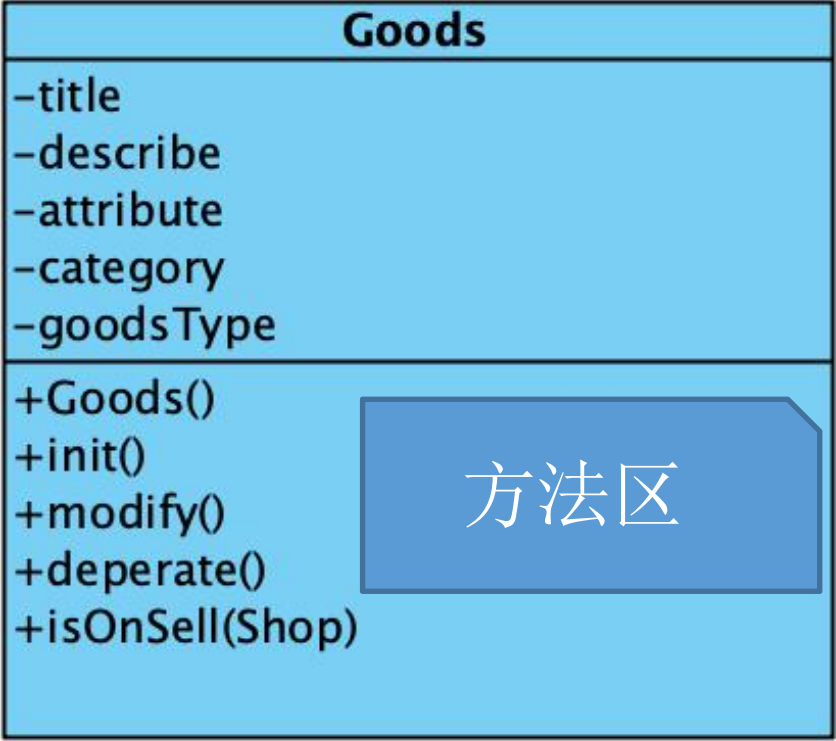 Goods
-title
-describe
-attribute
-category
-goodsType
+Goods()
+init()
+modify()
+deperate()
+isOnSell(Shop)
方法区